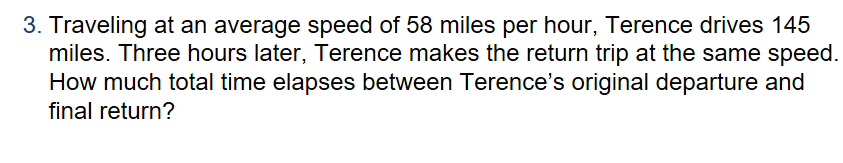 3. Traveling at an average speed of 58 miles per hour, Terence drives 145
miles. Three hours later, Terence makes the return trip at the same speed.
How much total time elapses between Terence’s original departure and
final return?